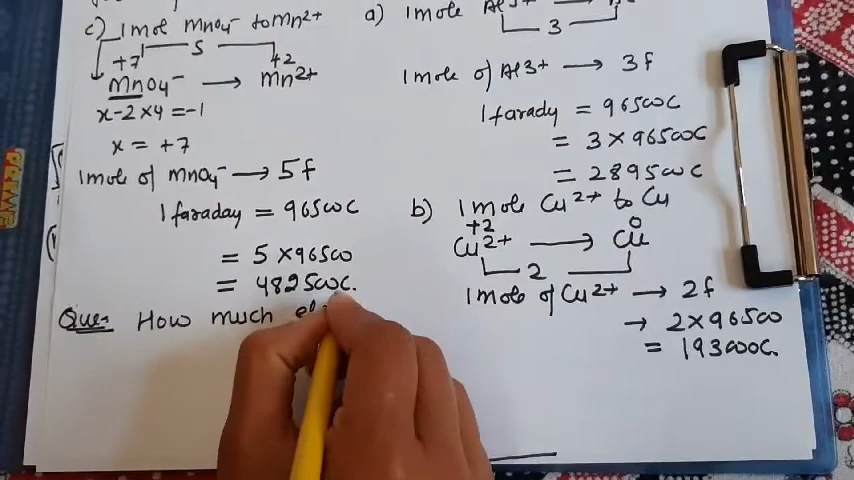 c) 1 mol MnO4⁻ to Mn2+
5
+7 +2
MnO4⁻ → Mn2+
x-2×4=-1
x = +7
1 mole of MnO4⁻ → 5f
1 faraday = 96500C
= 5×96500
= 482500C.
Que- How much
a) 1 mole Al3+ →
3
1 mole of Al3+ → 3f
1 farady = 96500C
= 3×96500C
= 289500C
b) 1 mole Cu2+ to Cu
+2 0
Cu2+ → Cu
2
1 mole of Cu2+ → 2f
→ 2×96500
= 193000C.